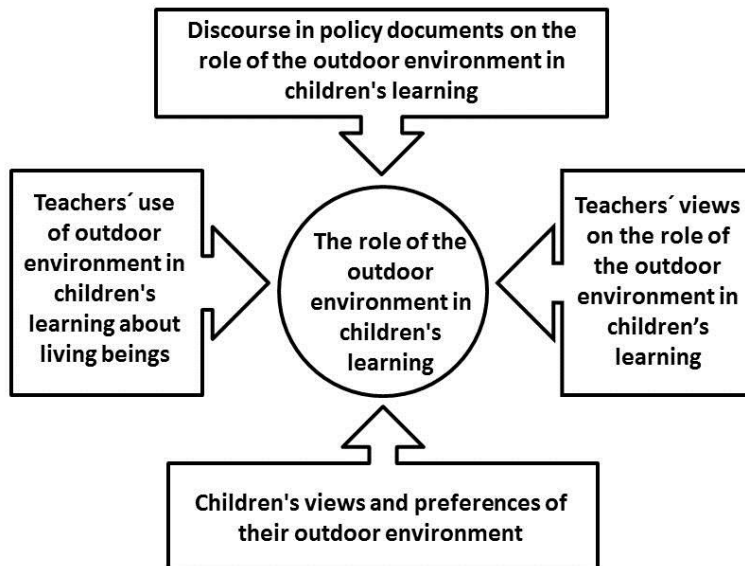 Discourse in policy documents on the
role of the outdoor environment in
children's learning
Teachers´ use
of outdoor
environment in
children's
learning about
living beings
The role of the
outdoor
environment in
children's
learning
Teachers´ views
on the role of
the outdoor
environment in
children’s
learning
Children's views and preferences of
their outdoor environment